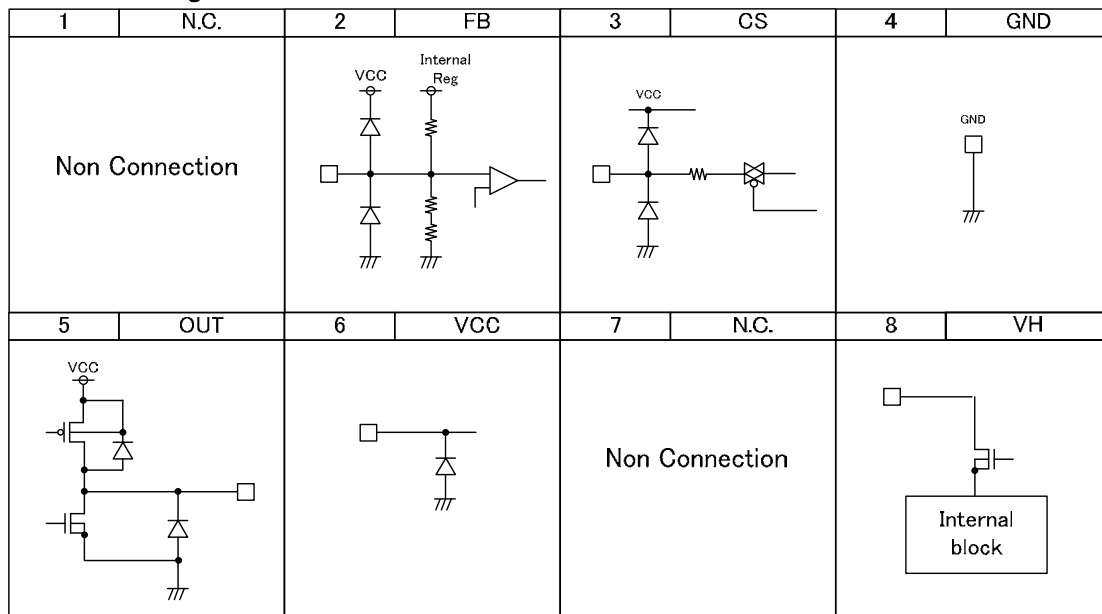 1 N.C. 2 FB 3 CS 4 GND
Non Connection
VCC
Internal
Reg
VCC
GND
5 OUT 6 VCC 7 N.C. 8 VH
VCC
Non Connection
Internal
block